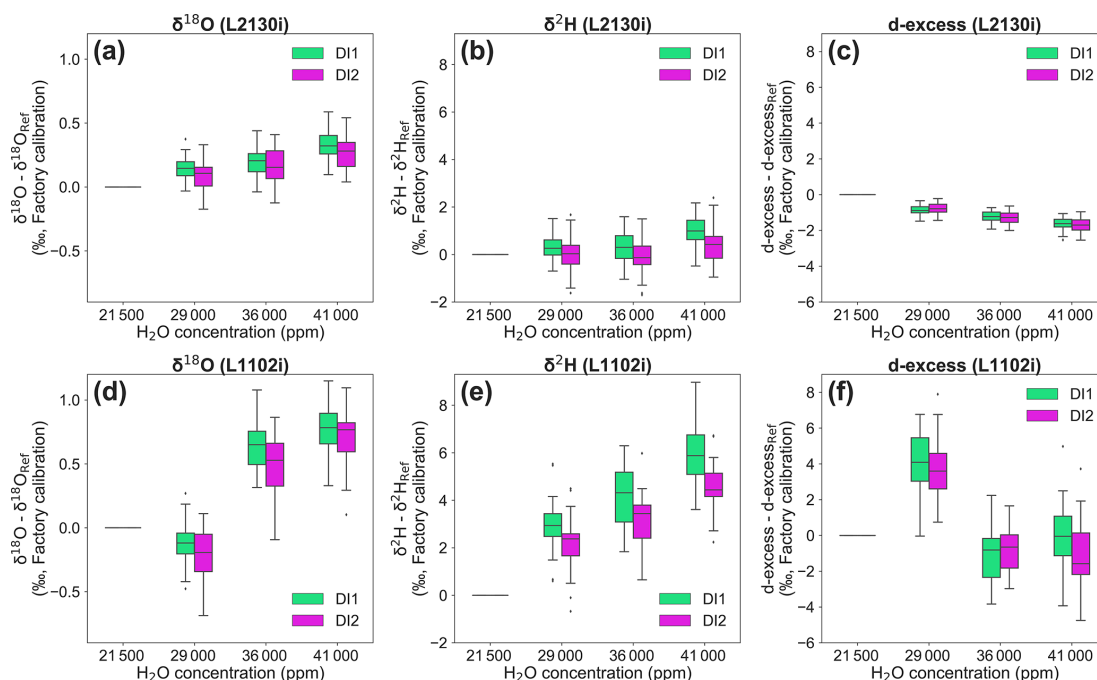 δ¹⁸O (L2130i)
(a)
DI1
DI2
δ¹⁸O - δ¹⁸O_Ref
(‰, Factory calibration)
1.0
0.5
0.0
−0.5
21 500 29 000 36 000 41 000
H₂O concentration (ppm)
δ²H (L2130i)
(b)
DI1
DI2
δ²H - δ²H_Ref
(‰, Factory calibration)
8
6
4
2
0
−2
21 500 29 000 36 000 41 000
H₂O concentration (ppm)
d-excess (L2130i)
(c)
DI1
DI2
d-excess - d-excess_Ref
(‰, Factory calibration)
8
6
4
2
0
−2
−4
−6
21 500 29 000 36 000 41 000
H₂O concentration (ppm)
δ¹⁸O (L1102i)
(d)
δ¹⁸O - δ¹⁸O_Ref
(‰, Factory calibration)
1.0
0.5
0.0
−0.5
DI1
DI2
21 500 29 000 36 000 41 000
H₂O concentration (ppm)
δ²H (L1102i)
(e)
δ²H - δ²H_Ref
(‰, Factory calibration)
8
6
4
2
0
−2
DI1
DI2
21 500 29 000 36 000 41 000
H₂O concentration (ppm)
d-excess (L1102i)
(f)
DI1
DI2
d-excess - d-excess_Ref
(‰, Factory calibration)
8
6
4
2
0
−2
−4
−6
21 500 29 000 36 000 41 000
H₂O concentration (ppm)